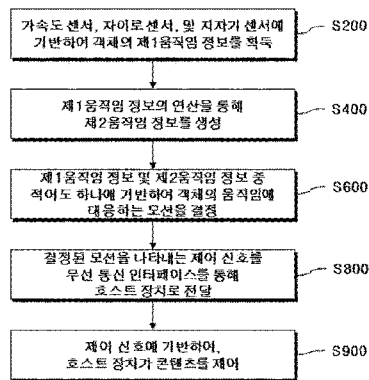 가속도 센서, 자이로 센서, 및 지자기 센서에
기반하여 객체의 제1움직임 정보를 획득
S200
제1움직임 정보의 연산을 통해
제2움직임 정보를 생성
S400
제1움직임 정보 및 제2움직임 정보 중
적어도 하나에 기반하여 객체의 움직임에
대응하는 모션을 결정
S600
결정된 모션을 나타내는 제어 신호를
무선 통신 인터페이스를 통해
호스트 장치로 전달
S800
제어 신호에 기반하여,
호스트 장치가 콘텐츠를 제어
S900